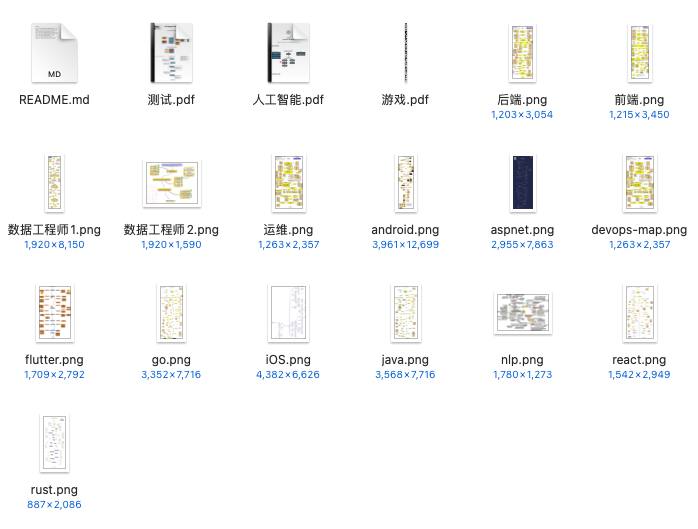 MD
README.md
测试.pdf
人工智能.pdf
游戏.pdf
后端.png
1,203×3,054
前端.png
1,215×3,450
数据工程师1.png
1,920×8,150
数据工程师2.png
1,920×1,590
运维.png
1,263×2,357
android.png
3,961×12,699
aspnet.png
2,955×7,863
devops-map.png
1,263×2,357
flutter.png
1,709×2,792
go.png
3,352×7,716
iOS.png
4,382×6,626
java.png
3,568×7,716
nlp.png
1,780×1,273
react.png
1,542×2,949
rust.png
887×2,086